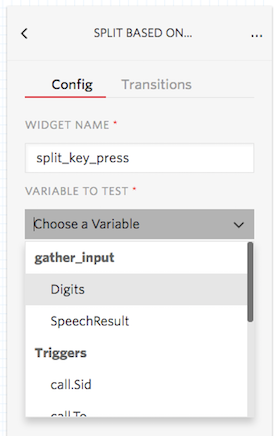 SPLIT BASED ON... ...
Config Transitions
WIDGET NAME *
split_key_press
VARIABLE TO TEST *
Choose a Variable
gather_input
Digits
SpeechResult
Triggers
call.Sid
call.To